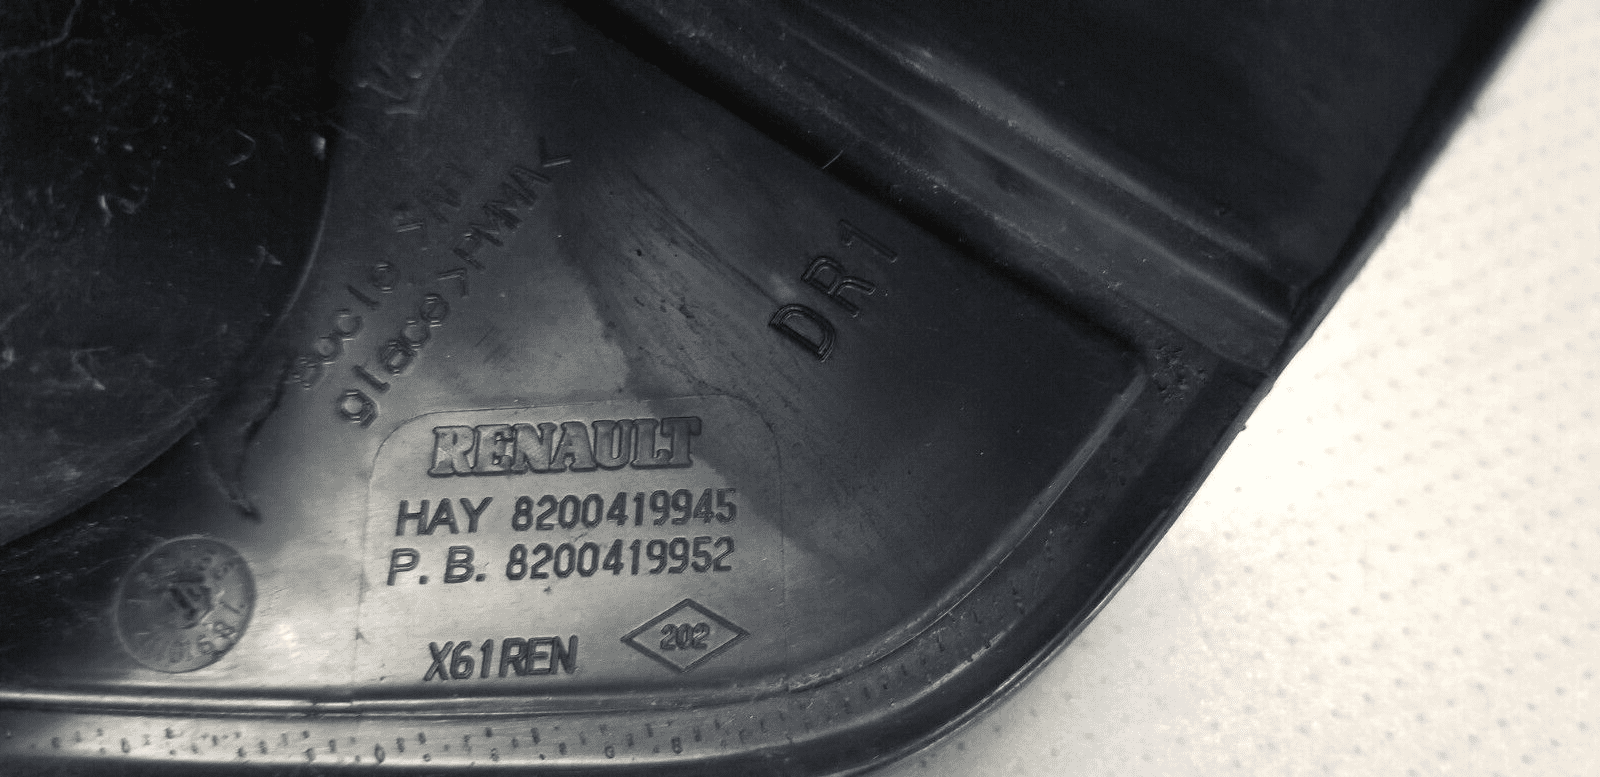 glace >PMMA<
DR1
RENAULT
HAY 8200419945
P. B. 8200419952
X61REN
202